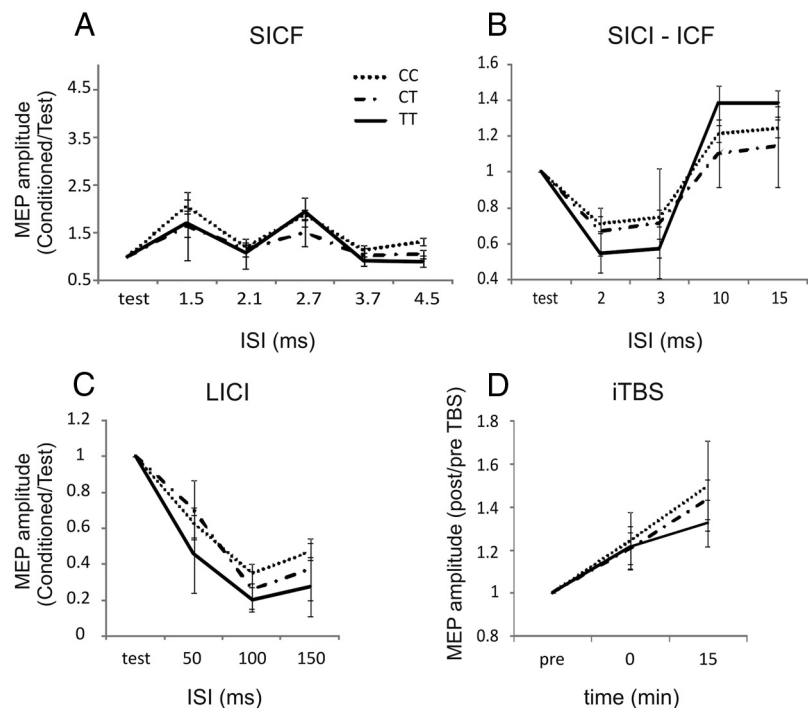 A
SICF
MEP amplitude
(Conditioned/Test)
4.5
3.5
2.5
1.5
0.5
CC
CT
TT
test 1.5 2.1 2.7 3.7 4.5
ISI (ms)
B
SICI - ICF
1.6
1.4
1.2
1
0.8
0.6
0.4
test 2 3 10 15
ISI (ms)
C
LICI
MEP amplitude
(Conditioned/Test)
1.2
1
0.8
0.6
0.4
0.2
0
test 50 100 150
ISI (ms)
D
iTBS
MEP amplitude (post/pre TBS)
1.8
1.6
1.4
1.2
1
0.8
pre 0 15
time (min)